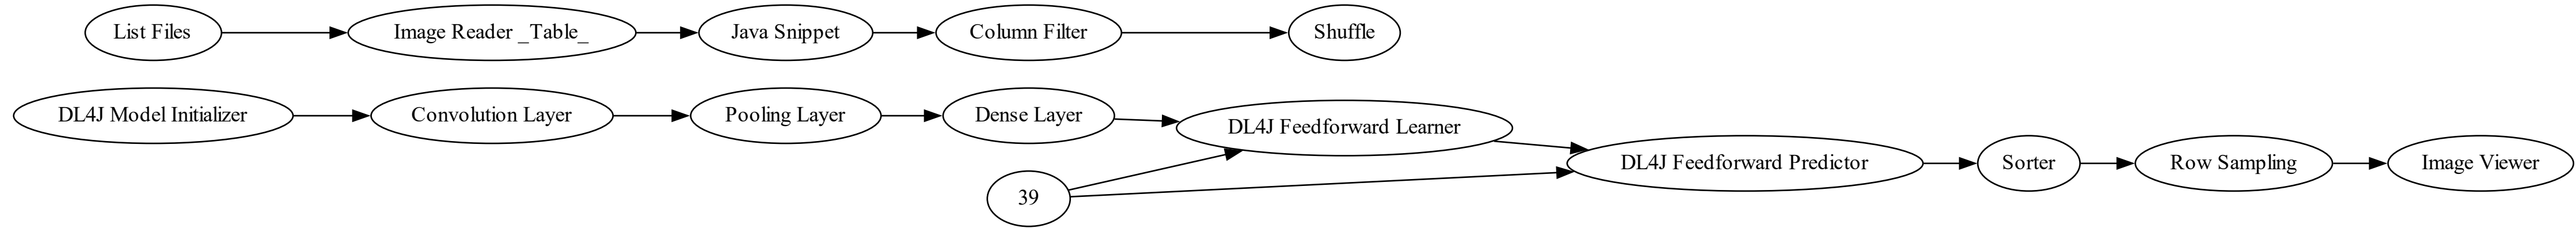 List Files
Image Reader _Table_
Java Snippet
Column Filter
Shuffle
DL4J Model Initializer
Convolution Layer
Pooling Layer
Dense Layer
DL4J Feedforward Learner
39
DL4J Feedforward Predictor
Sorter
Row Sampling
Image Viewer